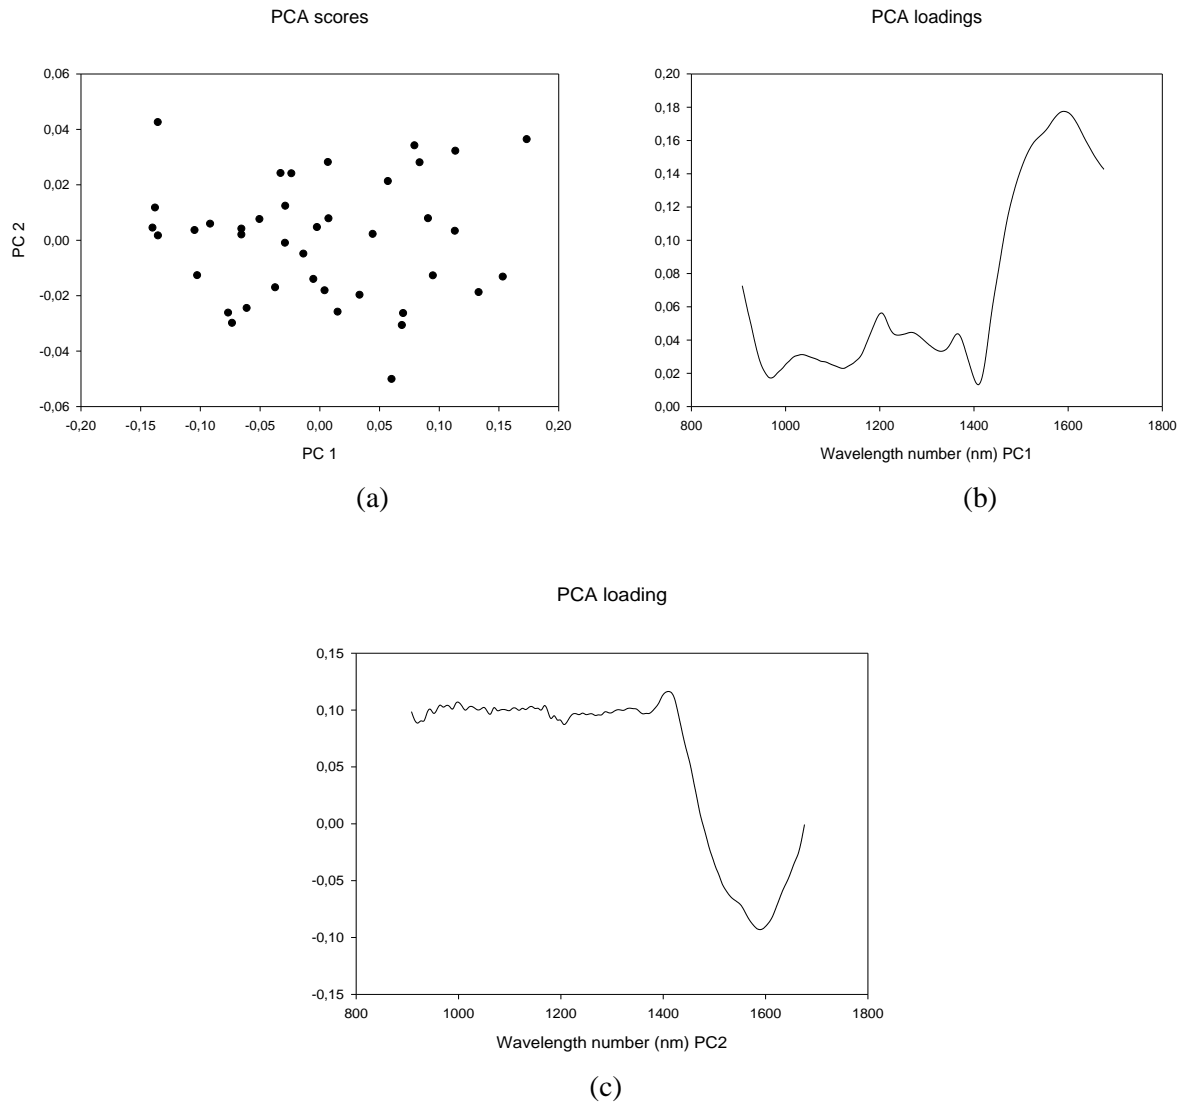 PCA scores
0,06
0,04
0,02
0,00
-0,02
-0,04
-0,06
PC 2
-0,20 -0,15 -0,10 -0,05 0,00 0,05 0,10 0,15 0,20
PC 1
(a)
PCA loadings
0,20
0,18
0,16
0,14
0,12
0,10
0,08
0,06
0,04
0,02
0,00
800 1000 1200 1400 1600 1800
Wavelength number (nm) PC1
(b)
PCA loading
0,15
0,10
0,05
0,00
-0,05
-0,10
-0,15
800 1000 1200 1400 1600 1800
Wavelength number (nm) PC2
(c)